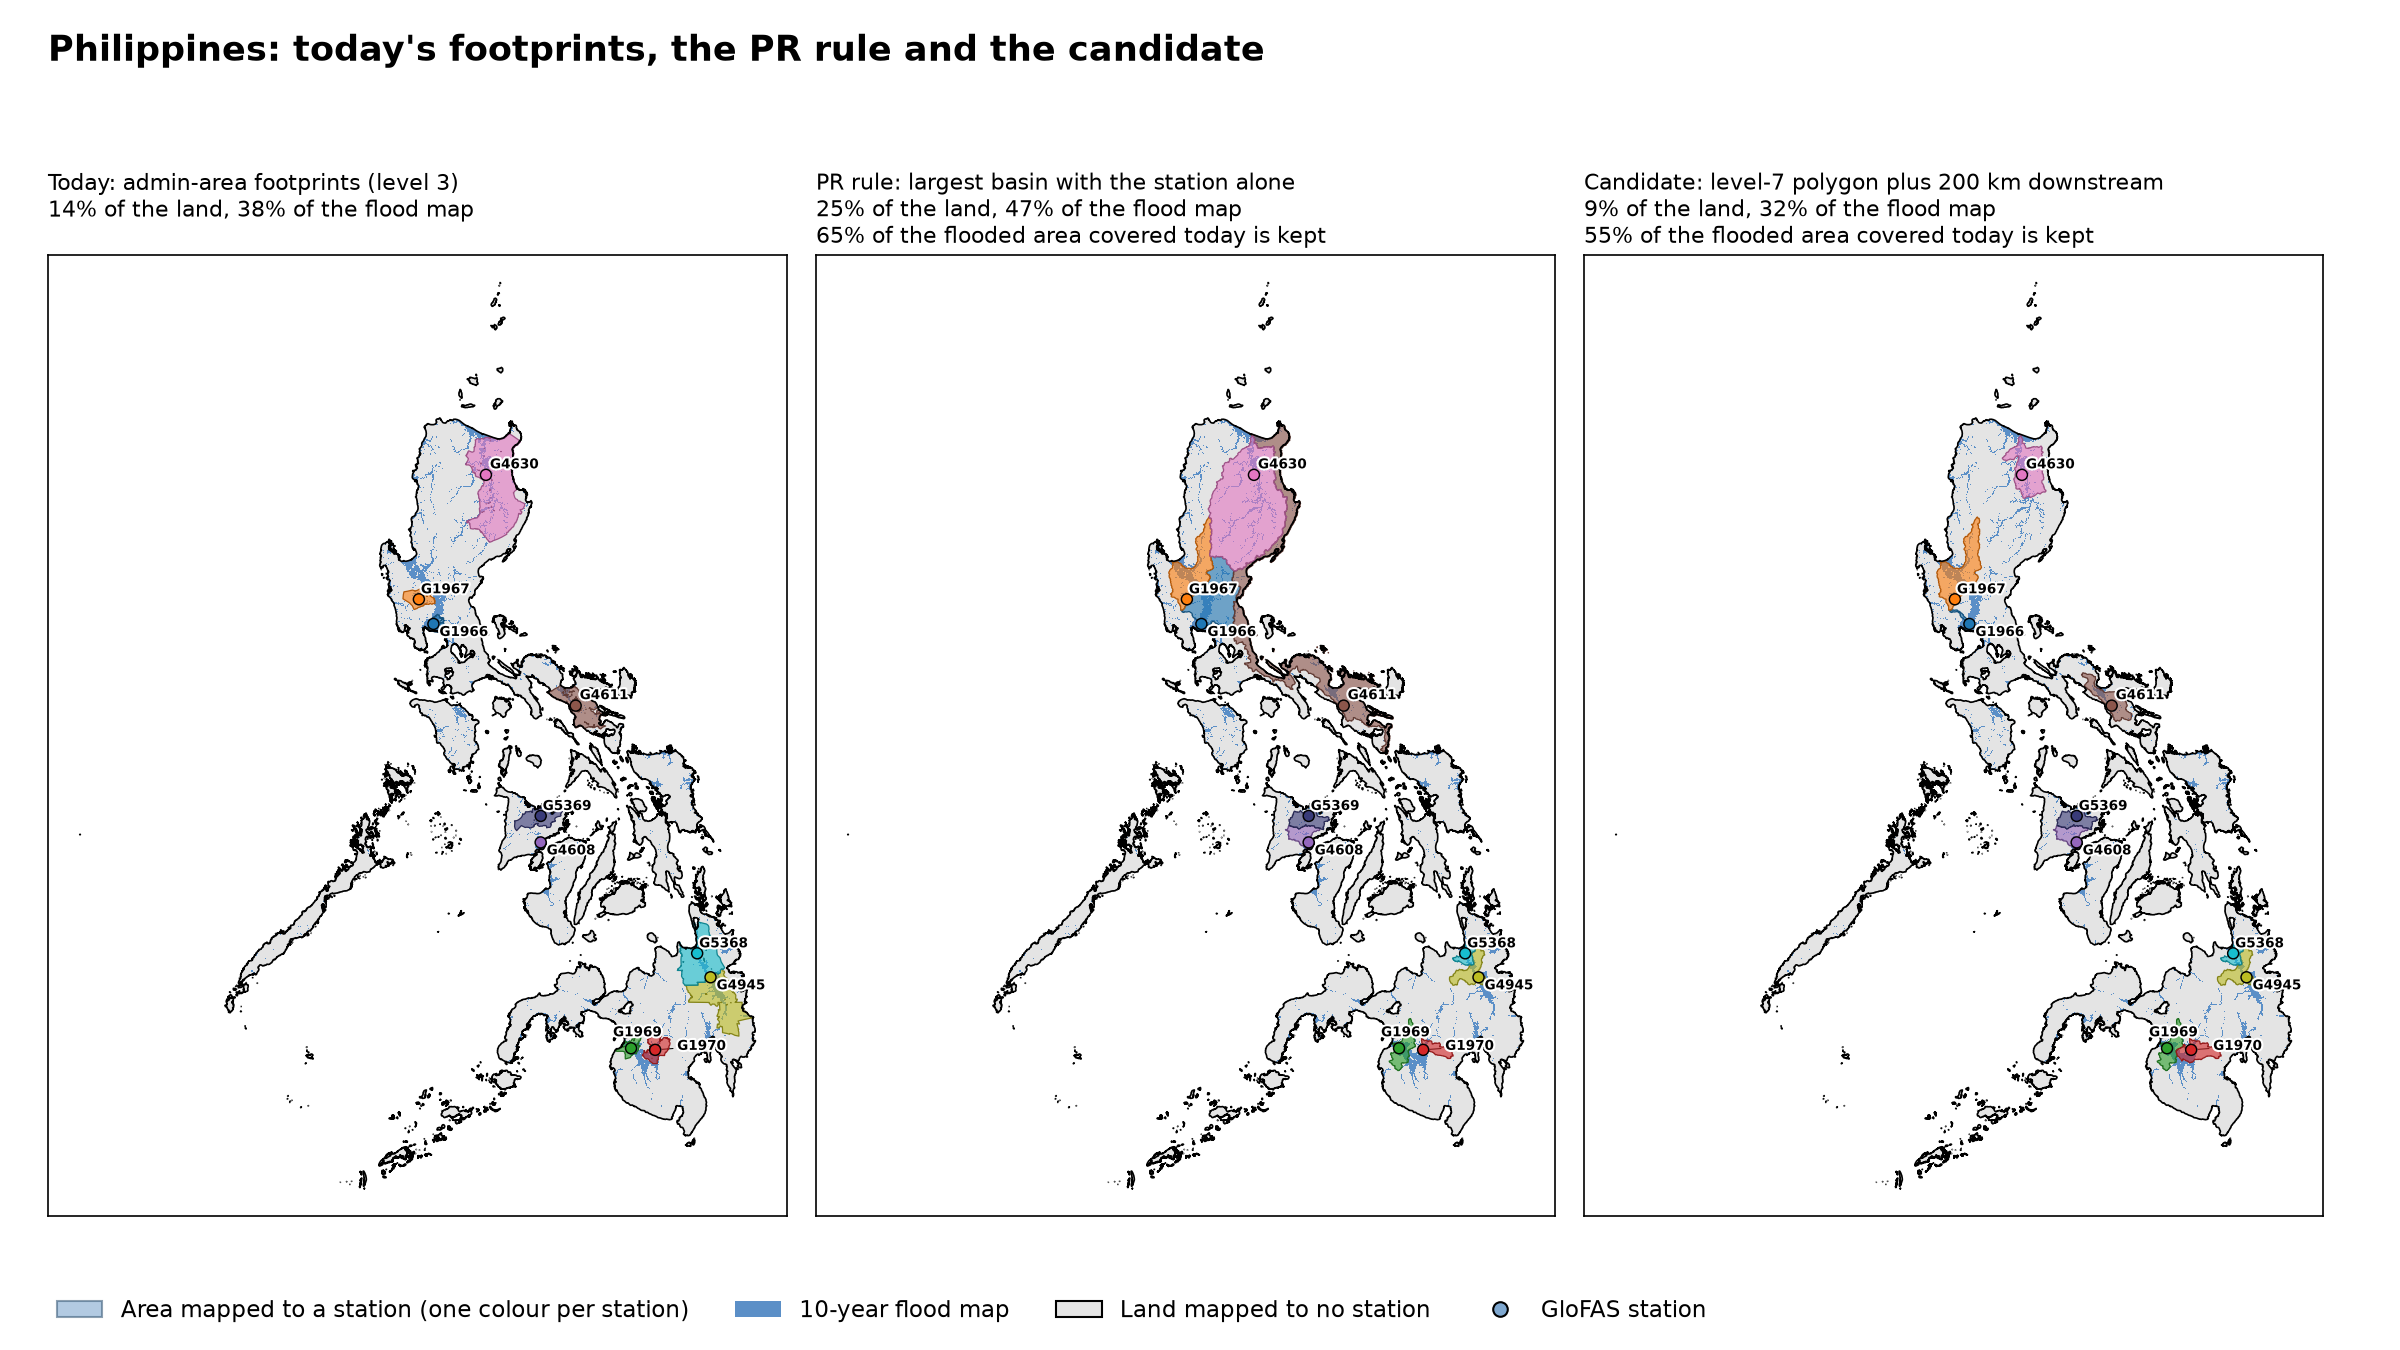 Philippines: today's footprints, the PR rule and the candidate
Today: admin-area footprints (level 3)
14% of the land, 38% of the flood map
PR rule: largest basin with the station alone
25% of the land, 47% of the flood map
65% of the flooded area covered today is kept
Candidate: level-7 polygon plus 200 km downstream
9% of the land, 32% of the flood map
55% of the flooded area covered today is kept
G4630
G1967
G1966
G4611
G5369
G4608
G5368
G4945
G1969
G1970
G4630
G1967
G1966
G4611
G5369
G4608
G5368
G4945
G1969
G1970
G4630
G1967
G1966
G4611
G5369
G4608
G5368
G4945
G1969
G1970
Area mapped to a station (one colour per station)
10-year flood map
Land mapped to no station
GloFAS station